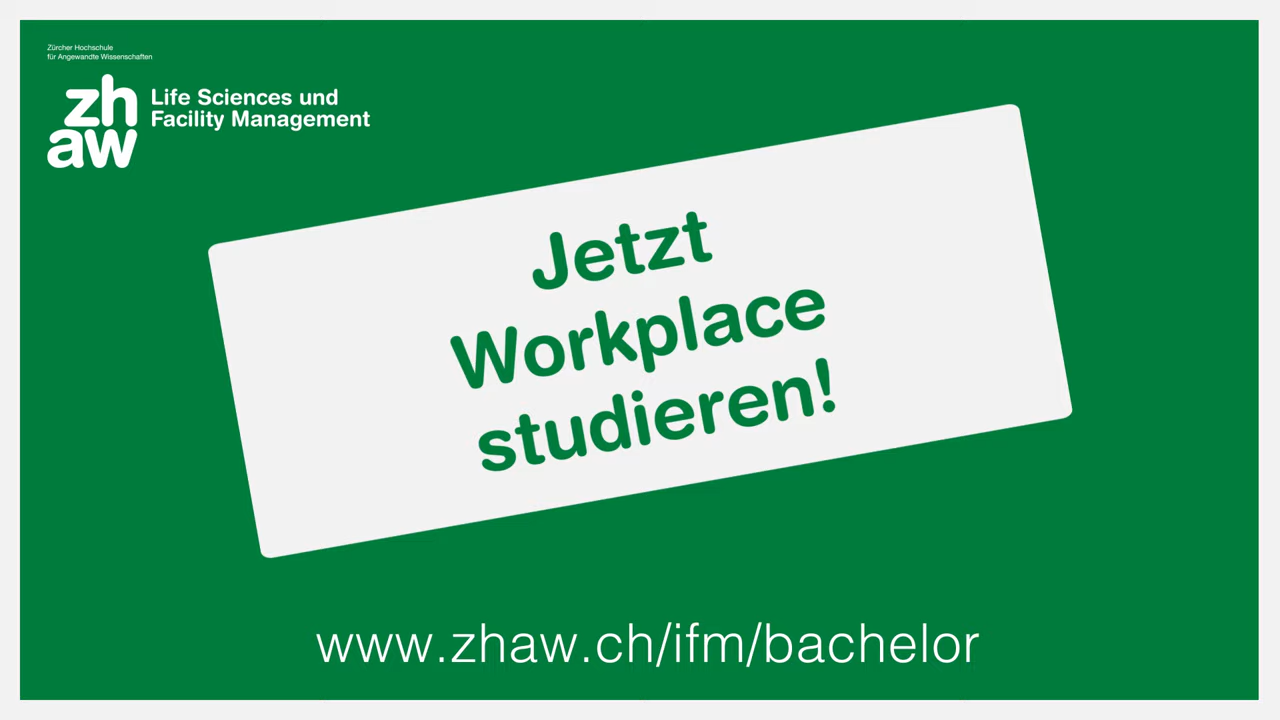 Zürcher Hochschule
für Angewandte Wissenschaften
zh
aw
Life Sciences und
Facility Management
Jetzt
Workplace
studieren!
www.zhaw.ch/ifm/bachelor